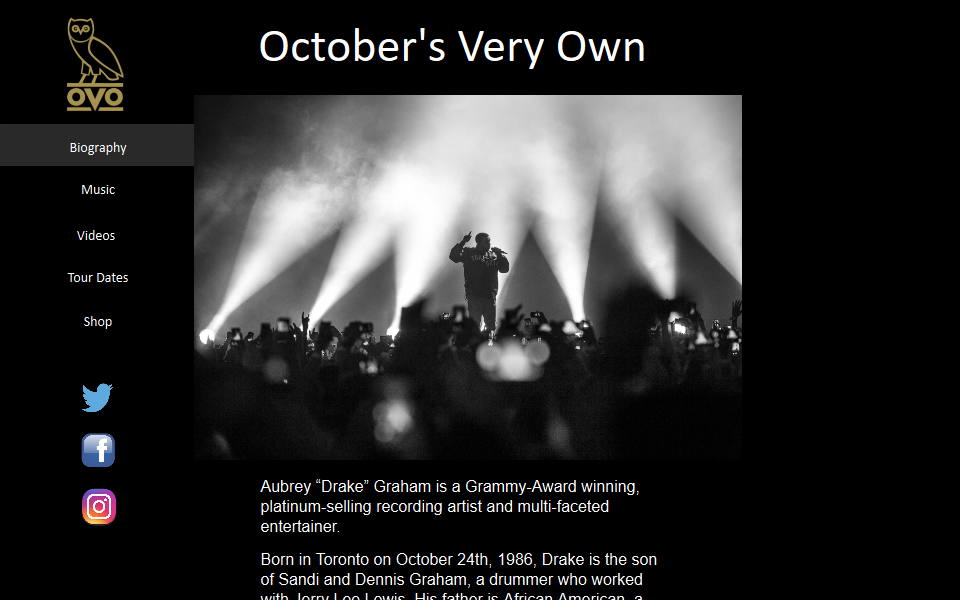 October's Very Own
OVO
Biography
Music
Videos
Tour Dates
Shop
Aubrey “Drake” Graham is a Grammy-Award winning,
platinum-selling recording artist and multi-faceted
entertainer.
Born in Toronto on October 24th, 1986, Drake is the son
of Sandi and Dennis Graham, a drummer who worked
with Jerry Lee Lewis. His father is African American, a